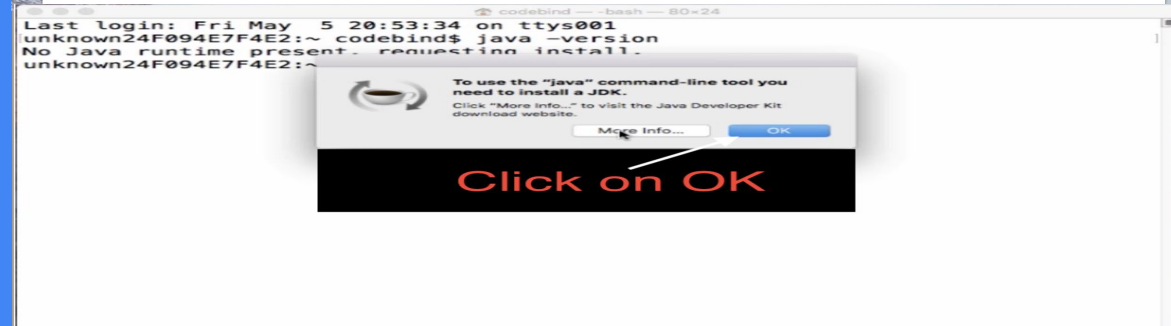 codebind — -bash — 80×24
Last login: Fri May  5 20:53:34 on ttys001
unknown24F094E7F4E2:~ codebind$ java -version
No Java runtime present, requesting install.
unknown24F094E7F4E2:~
To use the "java" command-line tool you
need to install a JDK.
Click "More Info..." to visit the Java Developer Kit
download website.
More Info...
OK
Click on OK